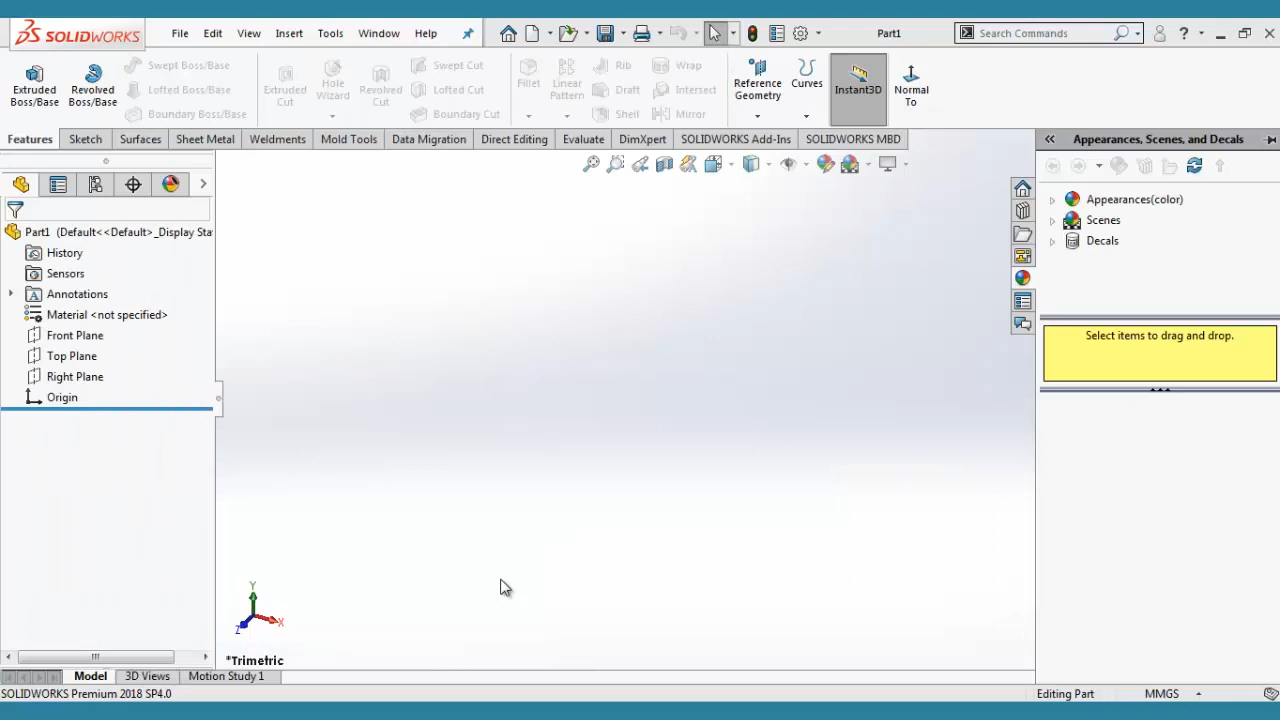 SOLIDWORKS
File Edit View Insert Tools Window Help
Part1
Search Commands
?
Extruded Boss/Base
Revolved Boss/Base
Swept Boss/Base
Lofted Boss/Base
Boundary Boss/Base
Extruded Cut
Hole Wizard
Revolved Cut
Swept Cut
Lofted Cut
Boundary Cut
Fillet
Linear Pattern
Rib
Draft
Shell
Wrap
Intersect
Mirror
Reference Geometry
Curves
Instant3D
Normal To
Features Sketch Surfaces Sheet Metal Weldments Mold Tools Data Migration Direct Editing Evaluate DimXpert SOLIDWORKS Add-Ins SOLIDWORKS MBD
Part1 (Default<<Default>_Display Sta
History
Sensors
Annotations
Material <not specified>
Front Plane
Top Plane
Right Plane
Origin
Y
X
Z
*Trimetric
Appearances, Scenes, and Decals
Appearances(color)
Scenes
Decals
Select items to drag and drop.
Model 3D Views Motion Study 1
SOLIDWORKS Premium 2018 SP4.0
Editing Part
MMGS